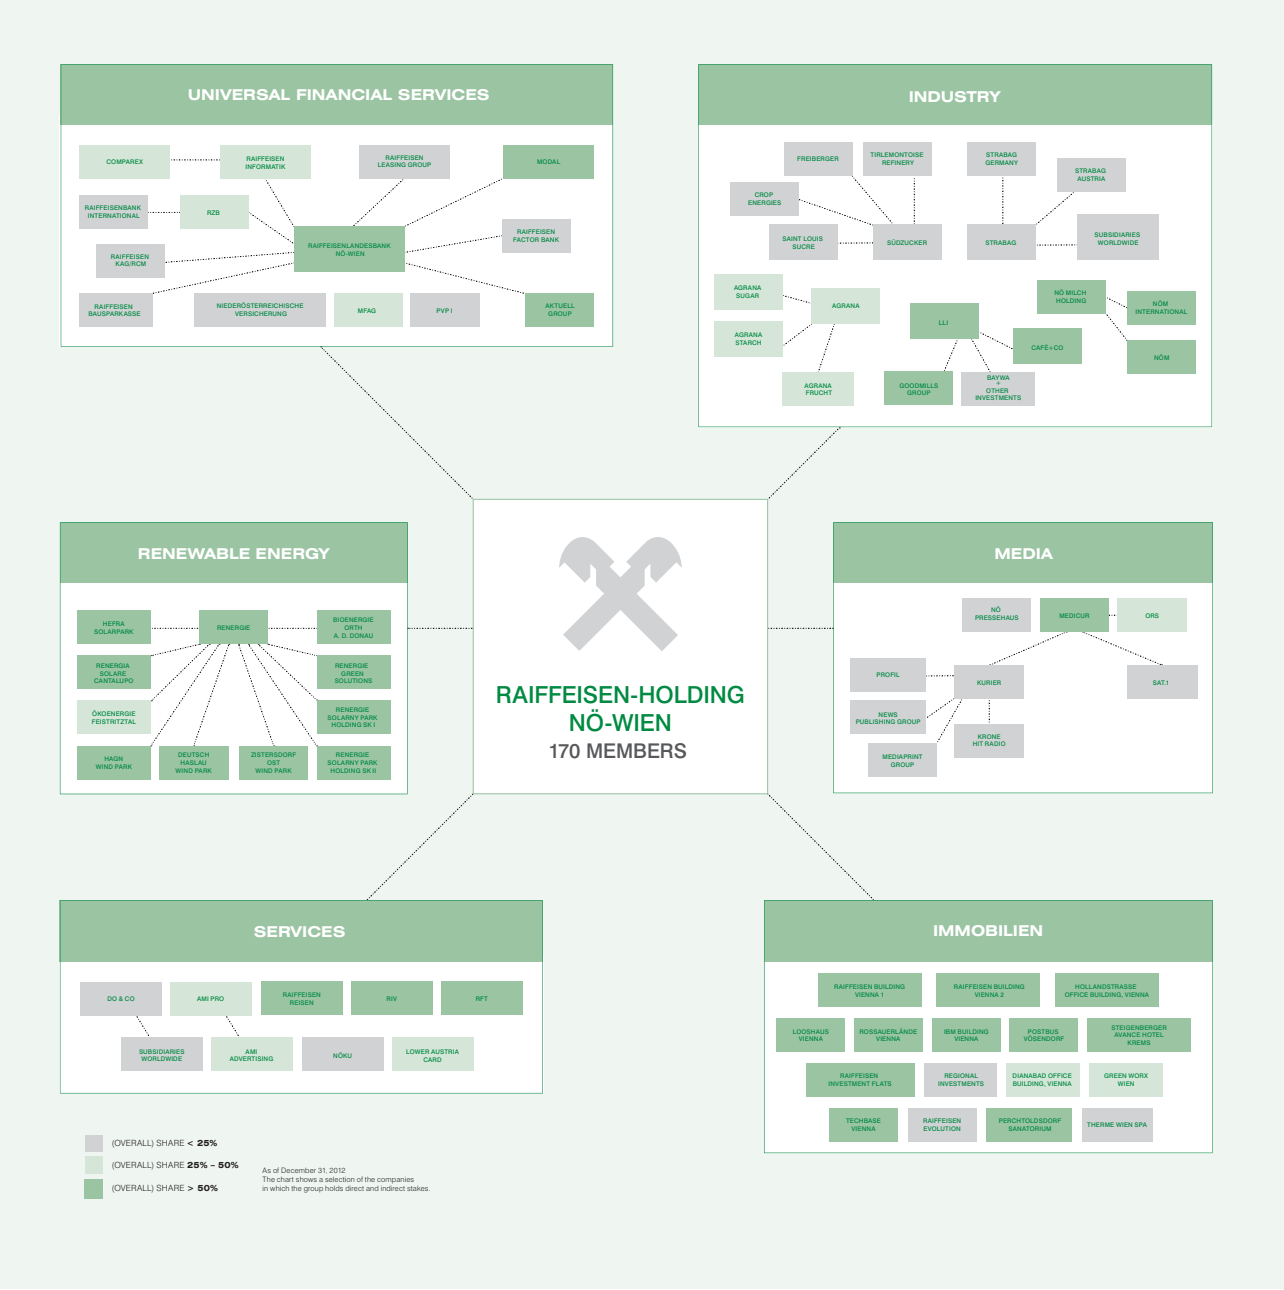 UNIVERSAL FINANCIAL SERVICES
COMPAREX
RAIFFEISEN
INFORMATIK
RAIFFEISEN
LEASING GROUP
MODAL
RAIFFEISENBANK
INTERNATIONAL
RZB
RAIFFEISENLANDESBANK
NÖ-WIEN
RAIFFEISEN
FACTOR BANK
RAIFFEISEN
KAG/RCM
RAIFFEISEN
BAUSPARKASSE
NIEDERÖSTERREICHISCHE
VERSICHERUNG
MFAG
PVP I
AKTUELL
GROUP
INDUSTRY
FREIBERGER
TIRLEMONTOISE
REFINERY
STRABAG
GERMANY
STRABAG
AUSTRIA
CROP
ENERGIES
SAINT LOUIS
SUCRE
SÜDZUCKER
STRABAG
SUBSIDIARIES
WORLDWIDE
AGRANA
SUGAR
AGRANA
AGRANA
STARCH
AGRANA
FRUCHT
LLI
NÖ MILCH
HOLDING
NÖM
INTERNATIONAL
CAFÉ+CO
NÖM
GOODMILLS
GROUP
BAYWA
+
OTHER
INVESTMENTS
RENEWABLE ENERGY
HEFRA
SOLARPARK
RENERGIE
BIOENERGIE
ORTH
A. D. DONAU
RENERGIA
SOLARE
CANTALUPO
RENERGIE
GREEN
SOLUTIONS
ÖKOENERGIE
FEISTRITZTAL
RENERGIE
SOLARNY PARK
HOLDING SK I
HAGN
WIND PARK
DEUTSCH
HASLAU
WIND PARK
ZISTERSDORF
OST
WIND PARK
RENERGIE
SOLARNY PARK
HOLDING SK II
RAIFFEISEN-HOLDING
NÖ-WIEN
170 MEMBERS
MEDIA
NÖ
PRESSEHAUS
MEDICUR
ORS
PROFIL
KURIER
SAT.1
NEWS
PUBLISHING GROUP
KRONE
HIT RADIO
MEDIAPRINT
GROUP
SERVICES
DO & CO
AMI PRO
RAIFFEISEN
REISEN
RIV
RFT
SUBSIDIARIES
WORLDWIDE
AMI
ADVERTISING
NÖKU
LOWER AUSTRIA
CARD
IMMOBILIEN
RAIFFEISEN BUILDING
VIENNA 1
RAIFFEISEN BUILDING
VIENNA 2
HOLLANDSTRASSE
OFFICE BUILDING, VIENNA
LOOSHAUS
VIENNA
ROSSAUERLÄNDE
VIENNA
IBM BUILDING
VIENNA
POSTBUS
VÖSENDORF
STEIGENBERGER
AVANCE HOTEL
KREMS
RAIFFEISEN
INVESTMENT FLATS
REGIONAL
INVESTMENTS
DIANABAD OFFICE
BUILDING, VIENNA
GREEN WORX
WIEN
TECHBASE
VIENNA
RAIFFEISEN
EVOLUTION
PERCHTOLDSDORF
SANATORIUM
THERME WIEN SPA
(OVERALL) SHARE < 25%
(OVERALL) SHARE 25% – 50%
(OVERALL) SHARE > 50%
As of December 31, 2012
The chart shows a selection of the companies
in which the group holds direct and indirect stakes.